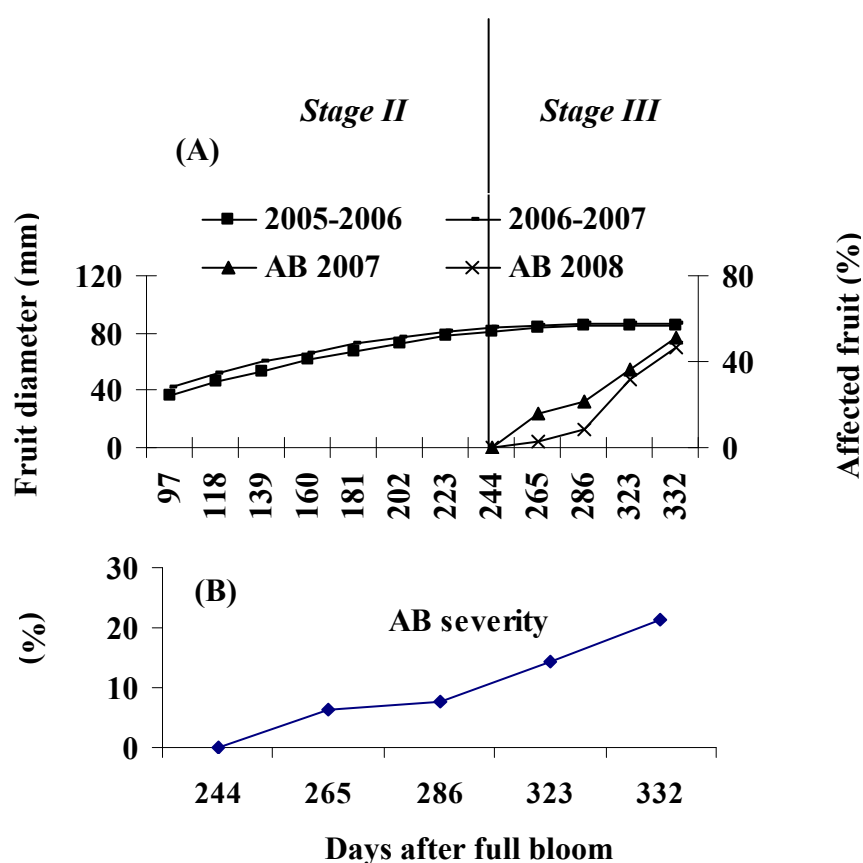 Stage II Stage III
(A)
2005-2006 2006-2007
AB 2007 AB 2008
Fruit diameter (mm)
120
80
40
0
Affected fruit (%)
80
40
0
97 118 139 160 181 202 223 244 265 286 323 332
(B)
AB severity
(%)
30
20
10
0
244 265 286 323 332
Days after full bloom